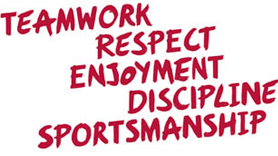 TEAMWORK
RESPECT
ENJOYMENT
DISCIPLINE
SPORTSMANSHIP